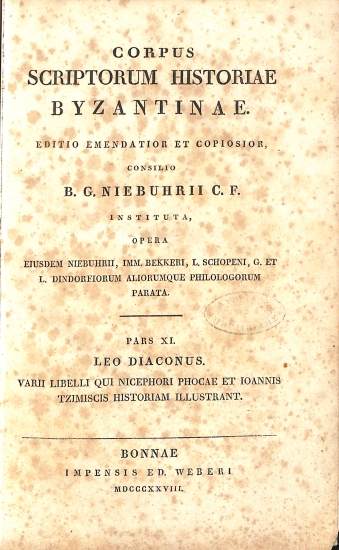 CORPUS
SCRIPTORUM HISTORIAE
BYZANTINAE.
EDITIO EMENDATIOR ET COPIOSIOR,
CONSILIO
B. G. NIEBUHRII C. F.
INSTITUTA,
OPERA
EIUSDEM NIEBUHRII, IMM. BEKKERI, L. SCHOPENI, G. ET
L. DINDORFIORUM ALIORUMQUE PHILOLOGORUM
PARATA.
PARS XI.
LEO DIACONUS.
VARII LIBELLI QUI NICEPHORI PHOCAE ET IOANNIS
TZIMISCIS HISTORIAM ILLUSTRANT.
BONNAE
IMPENSIS ED. WEBERI
MDCCCXXVIII.